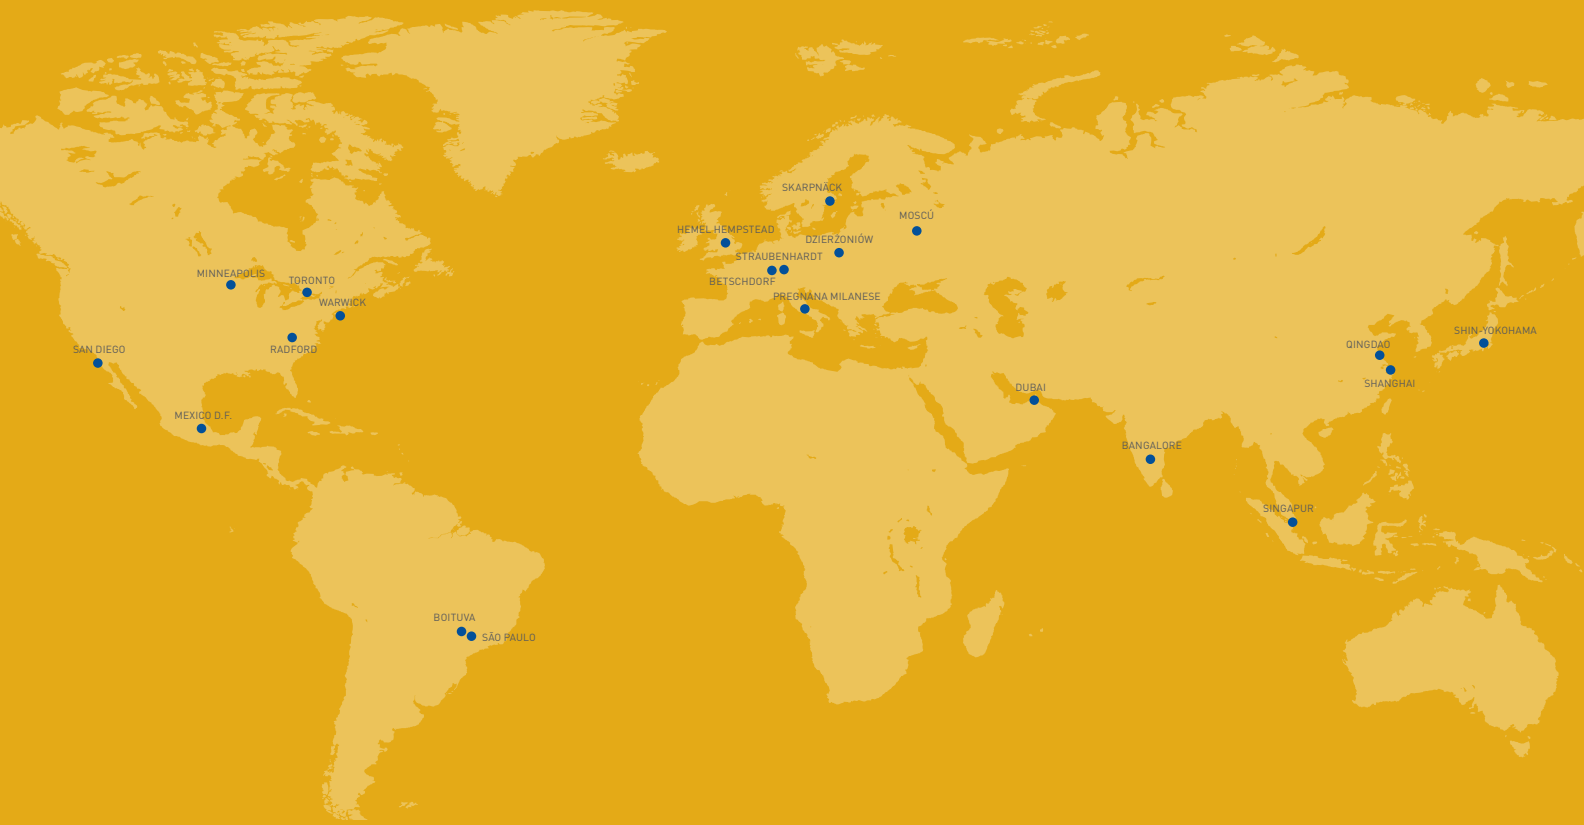 SKARPNÄCK
MOSCÚ
HEMEL HEMPSTEAD
DZIERZONIÓW
STRAUBENHARDT
BETSCHDORF
PREGNANA MILANESE
MINNEAPOLIS
TORONTO
WARWICK
RADFORD
SAN DIEGO
MEXICO D.F.
SHIN-YOKOHAMA
QINGDAO
SHANGHAI
DUBAI
BANGALORE
SINGAPUR
BOITUVA
SÃO PAULO